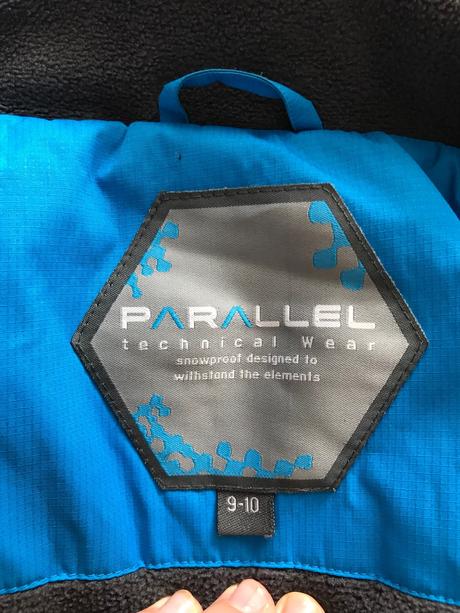 PARALLEL
technical Wear
snowproof designed to
withstand the elements
9-10